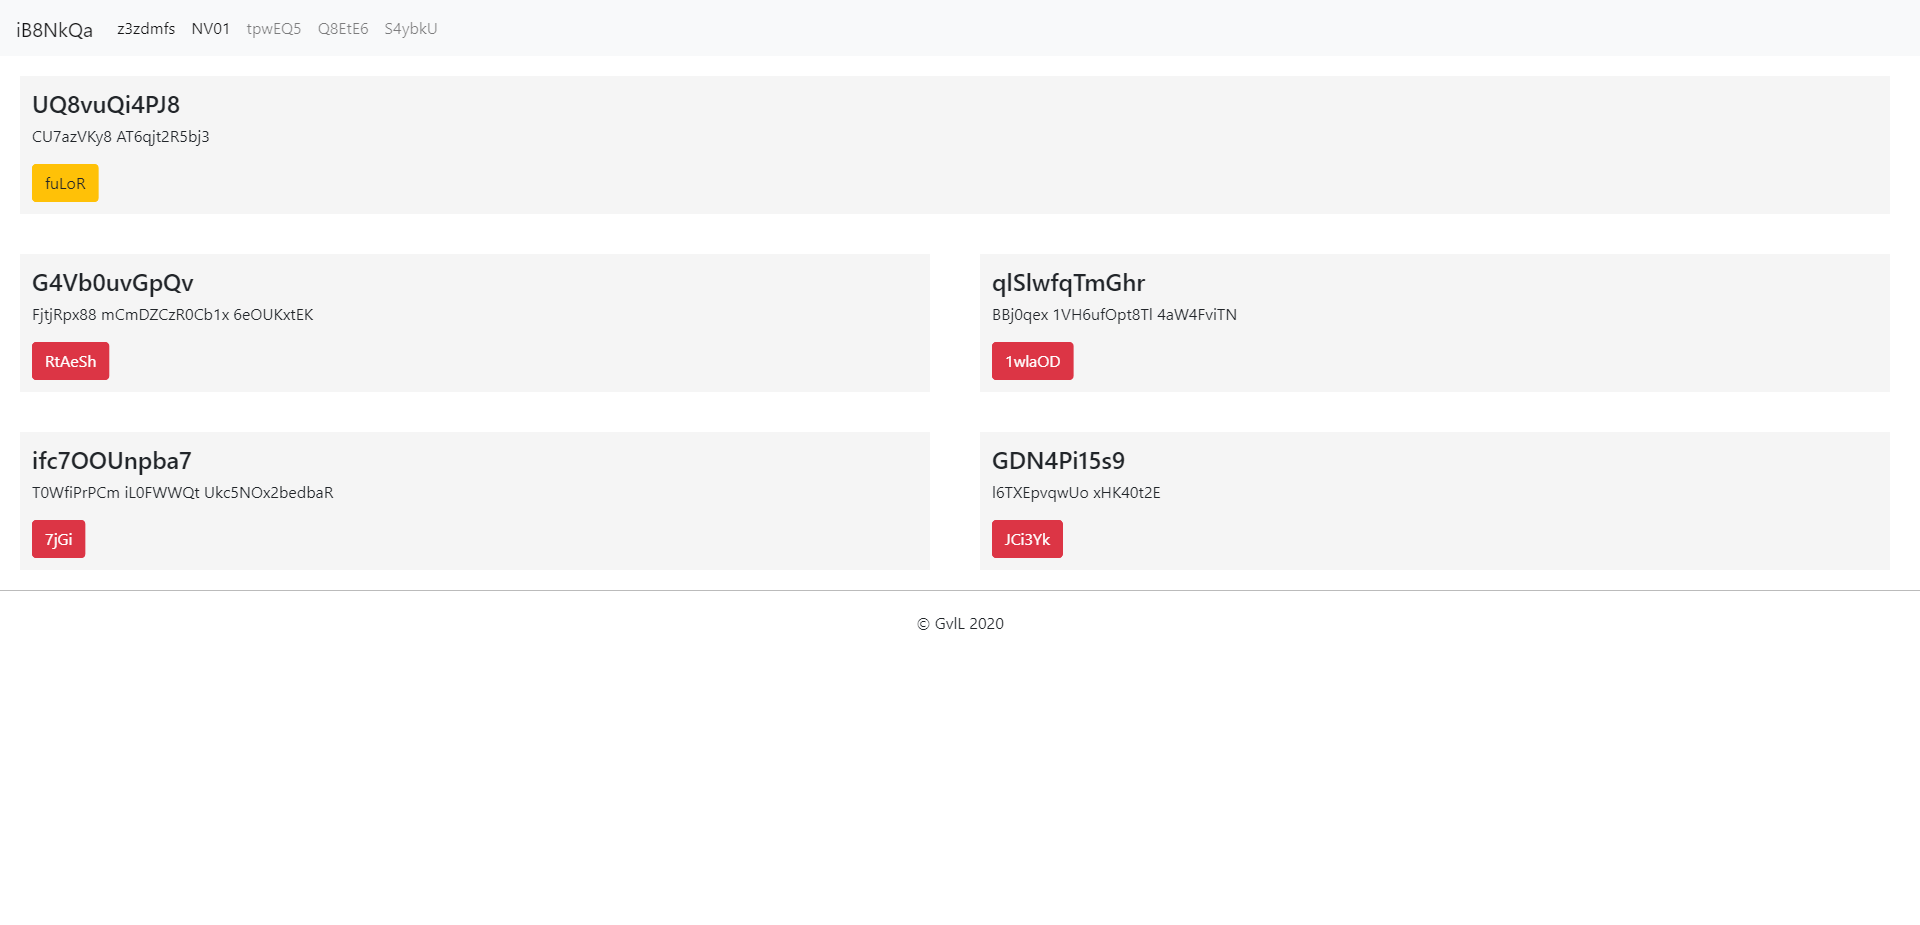 iB8NkQa z3zdmfs NV01 tpwEQ5 Q8EtE6 S4ybkU
UQ8vuQi4PJ8
CU7azVKy8 AT6qjt2R5bj3
fuLoR
G4Vb0uvGpQv
FjtjRpx88 mCmDZCzR0Cb1x 6eOUKxtEK
RtAeSh
qlSlwfqTmGhr
BBj0qex 1VH6ufOpt8Tl 4aW4FviTN
1wlaOD
ifc7OOUnpba7
T0WfiPrPCm iL0FWWQt Ukc5NOx2bedbaR
7jGi
GDN4Pi15s9
l6TXEpvqwUo xHK40t2E
JCi3Yk
© GvlL 2020